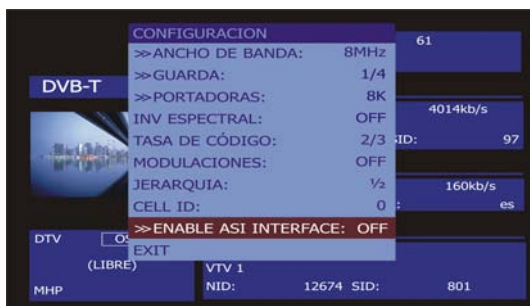 CONFIGURACION
≫ANCHO DE BANDA: 8MHz
≫GUARDA: 1/4
≫PORTADORAS: 8K
INV ESPECTRAL: OFF
TASA DE CÓDIGO: 2/3
MODULACIONES: OFF
JERARQUIA: ½
CELL ID: 0
≫ENABLE ASI INTERFACE: OFF
EXIT
61
DVB-T
4014kb/s
ID: 97
160kb/s
: es
DTV
(LIBRE)
MHP
VTV 1
NID: 12674 SID: 801